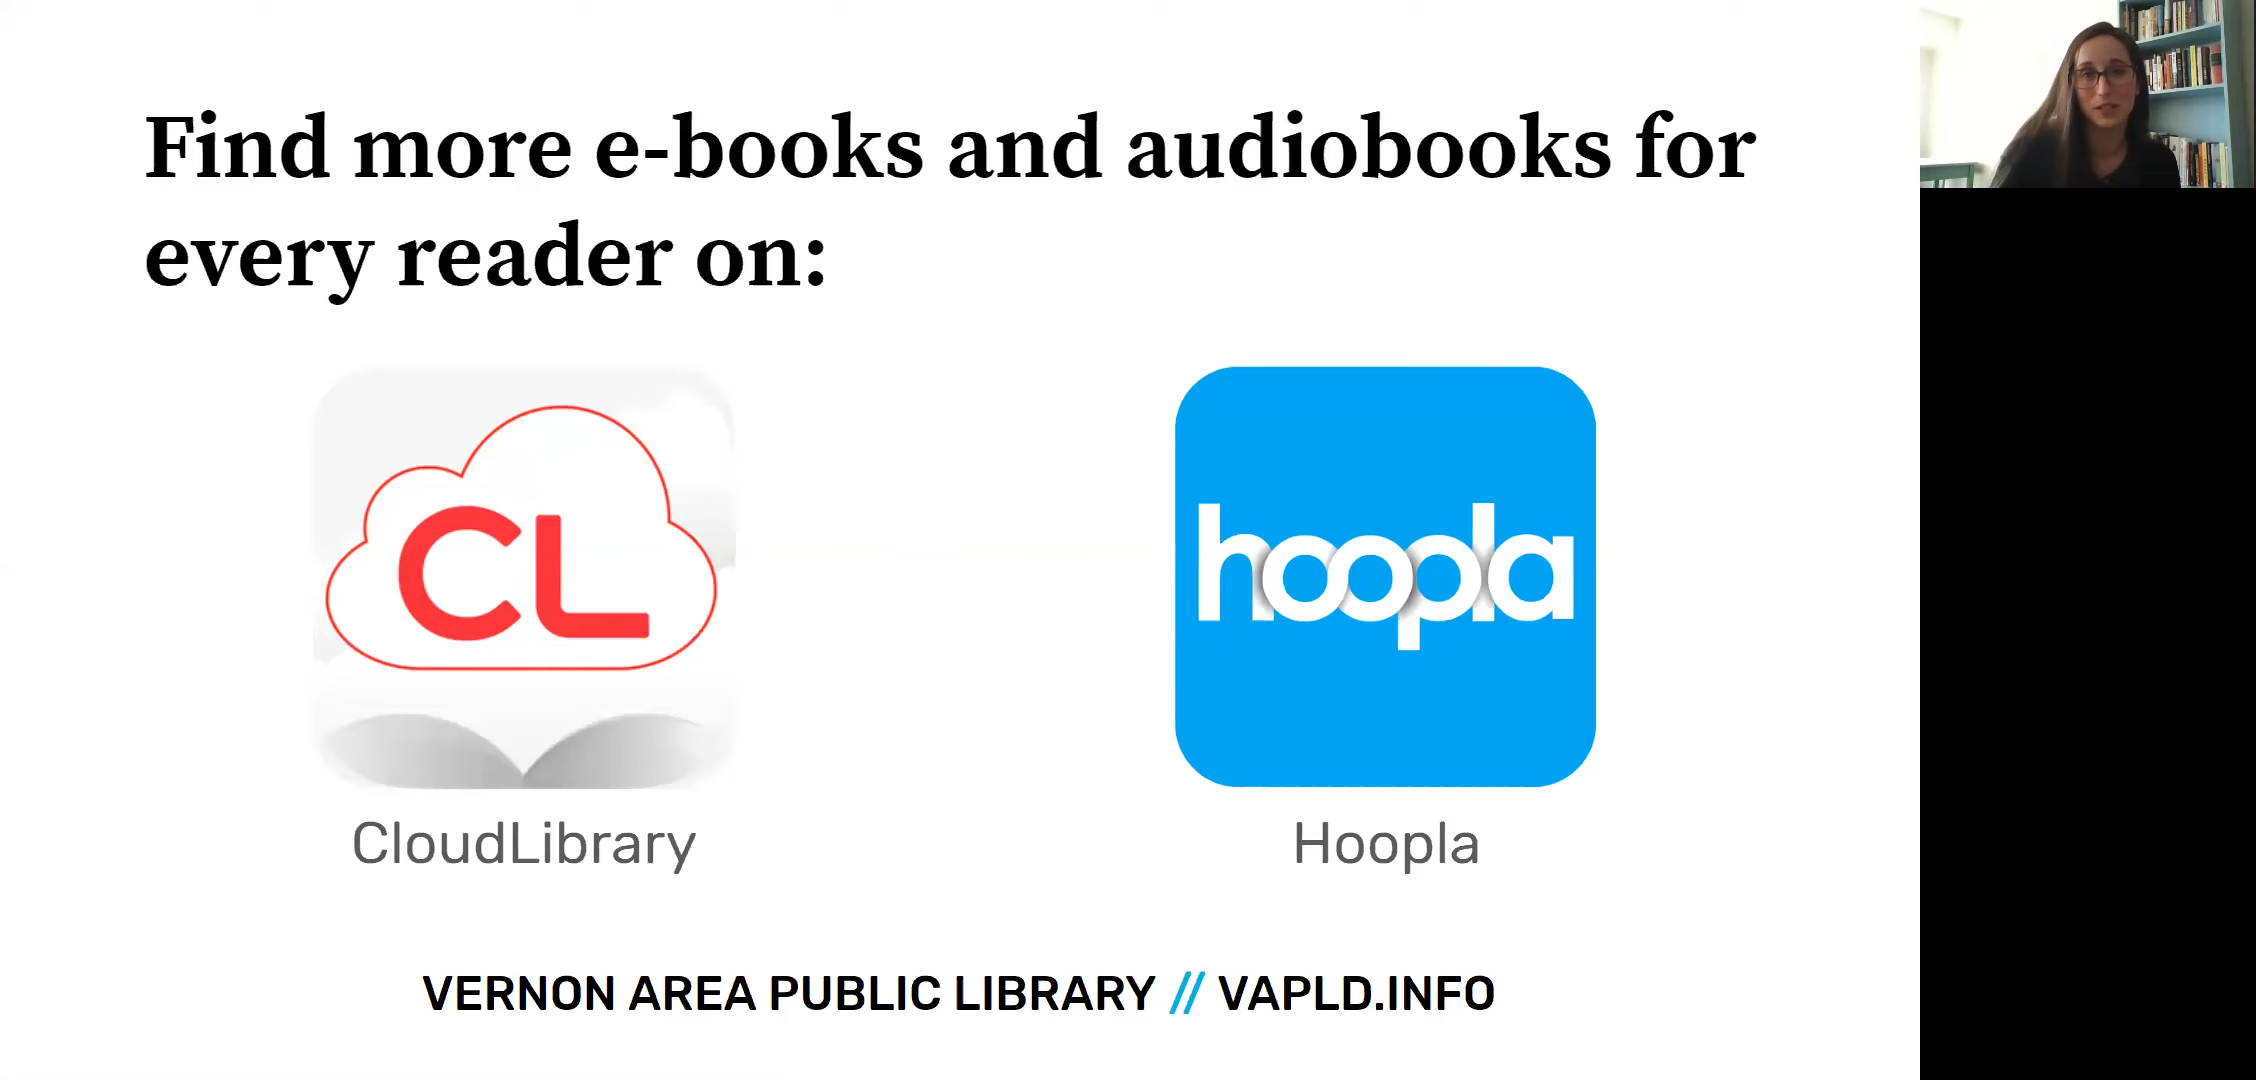 Find more e-books and audiobooks for
every reader on:
CL
hoopla
CloudLibrary
Hoopla
VERNON AREA PUBLIC LIBRARY // VAPLD.INFO